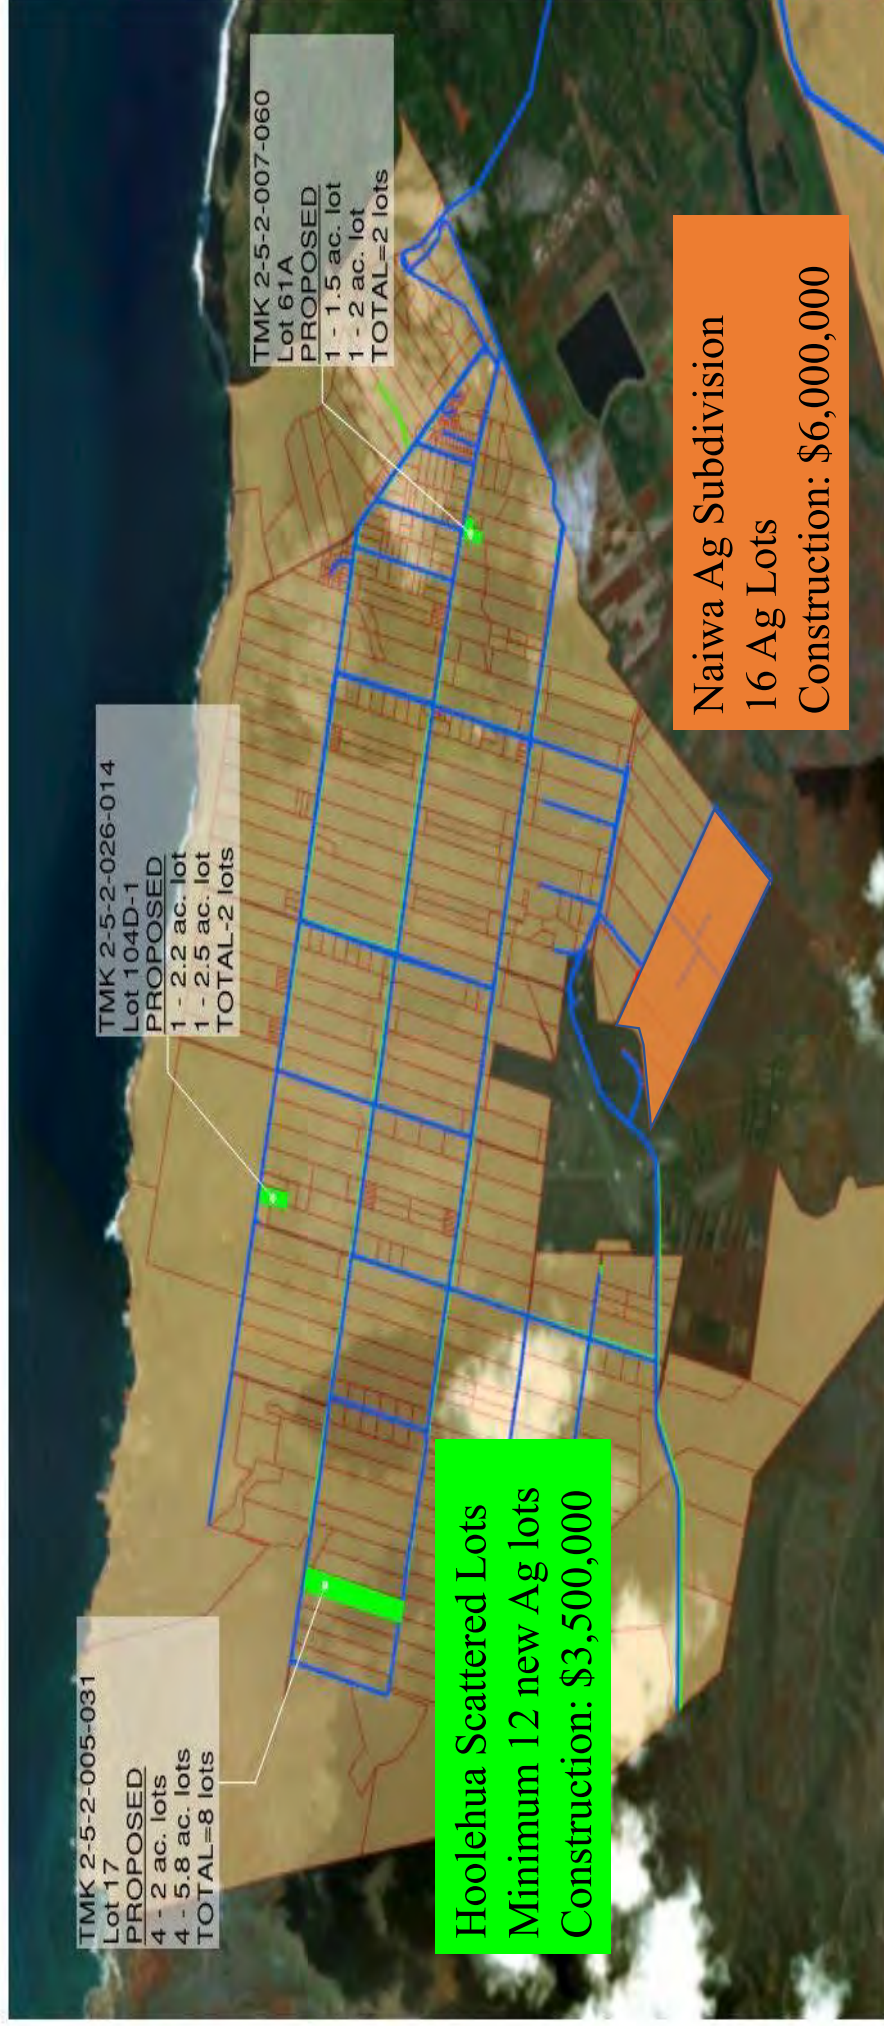 TMK 2-5-2-005-031
Lot 17
PROPOSED
4 - 2 ac. lots
4 - 5.8 ac. lots
TOTAL=8 lots
TMK 2-5-2-026-014
Lot 104D-1
PROPOSED
1 - 2.2 ac. lot
1 - 2.5 ac. lot
TOTAL-2 lots
TMK 2-5-2-007-060
Lot 61A
PROPOSED
1 - 1.5 ac. lot
1 - 2 ac. lot
TOTAL=2 lots
Hoolehua Scattered Lots
Minimum 12 new Ag lots
Construction: $3,500,000
Naiwa Ag Subdivision
16 Ag Lots
Construction: $6,000,000